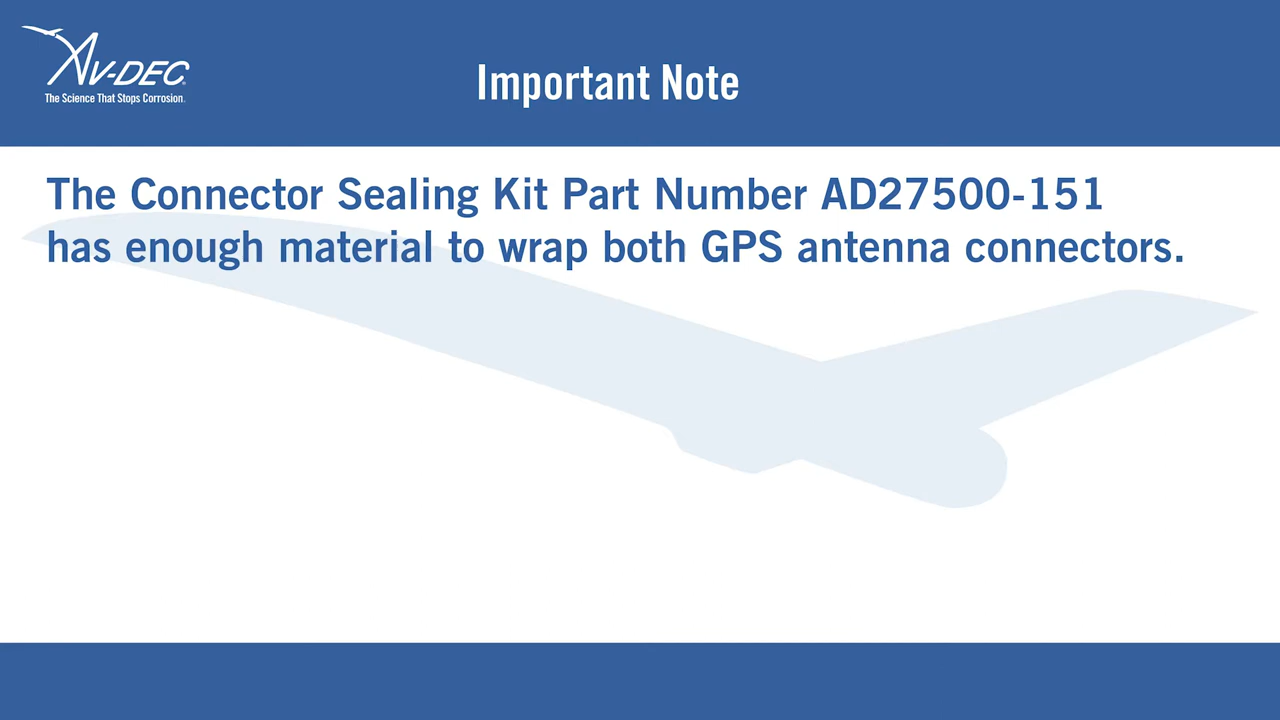 AV-DEC®
The Science That Stops Corrosion.
Important Note
The Connector Sealing Kit Part Number AD27500-151
has enough material to wrap both GPS antenna connectors.